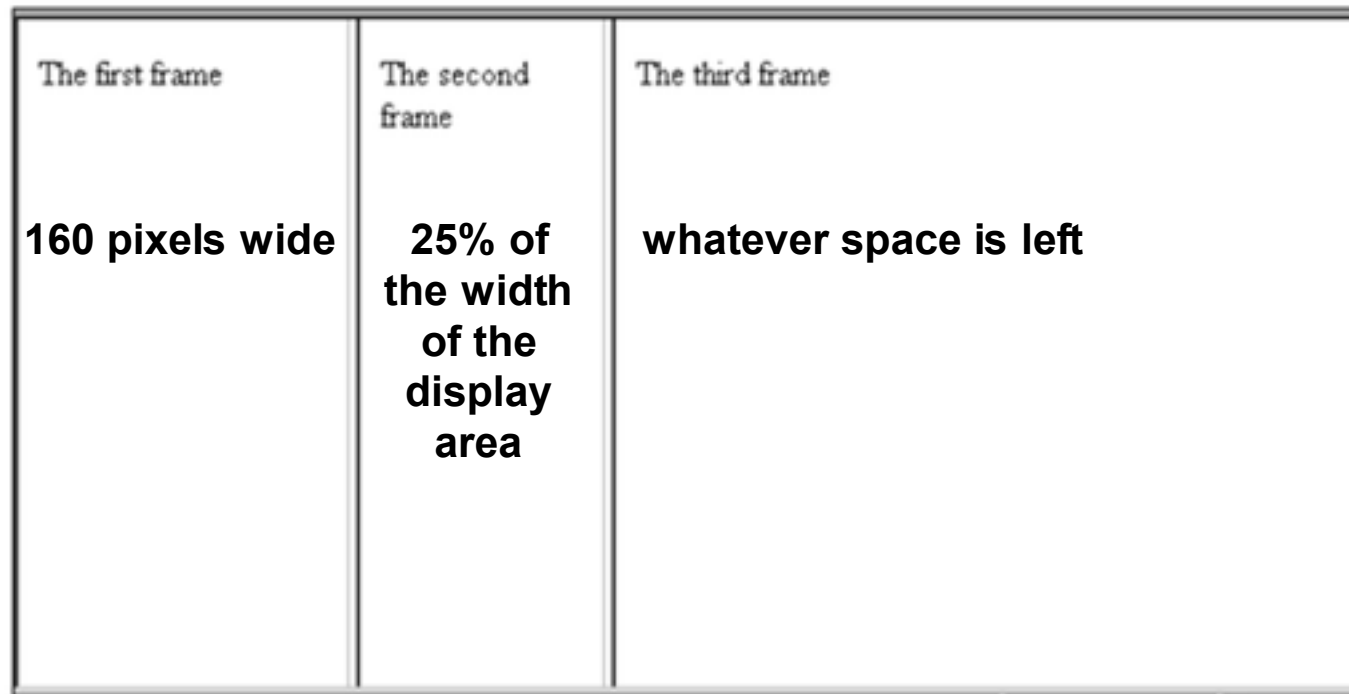 The first frame
The second
frame
The third frame
160 pixels wide
25% of
the width
of the
display
area
whatever space is left